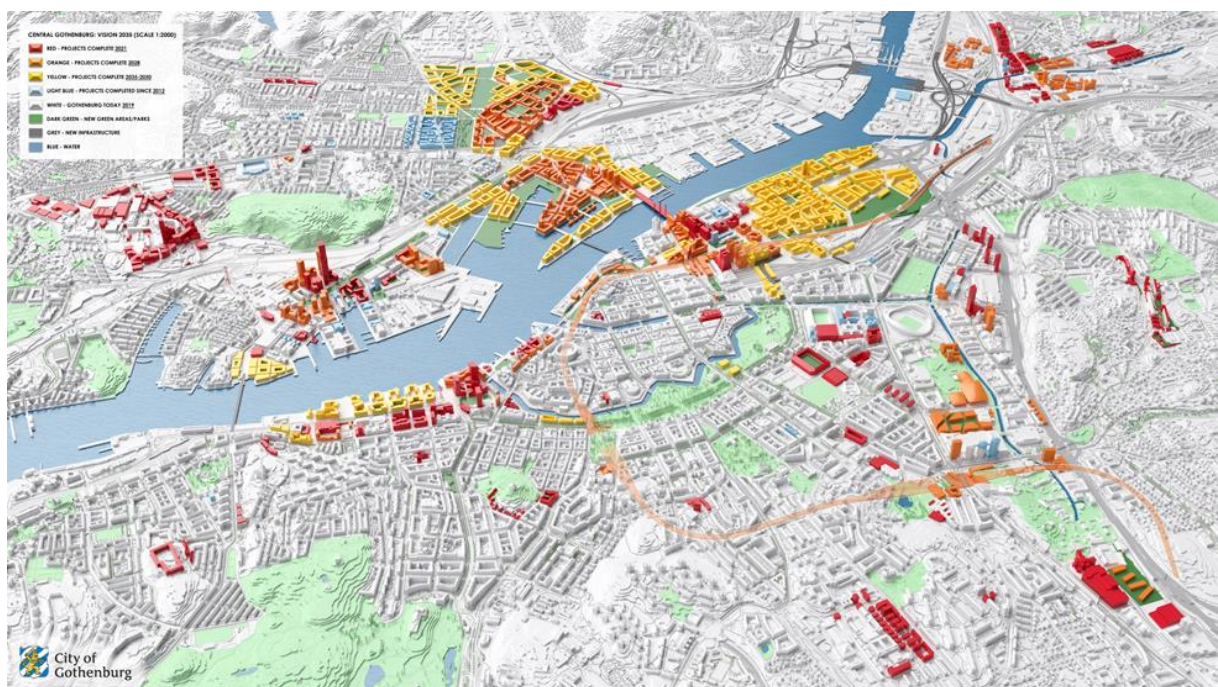 CENTRAL GOTHENBURG: VISION 2035 (SCALE 1:2000)
RED - PROJECTS COMPLETE 2021
ORANGE - PROJECTS COMPLETE 2028
YELLOW - PROJECTS COMPLETE 2035-2050
LIGHT BLUE - PROJECTS COMPLETED SINCE 2012
WHITE - GOTHENBURG TODAY 2019
DARK GREEN - NEW GREEN AREAS/PARKS
GREY - NEW INFRASTRUCTURE
BLUE - WATER
City of
Gothenburg